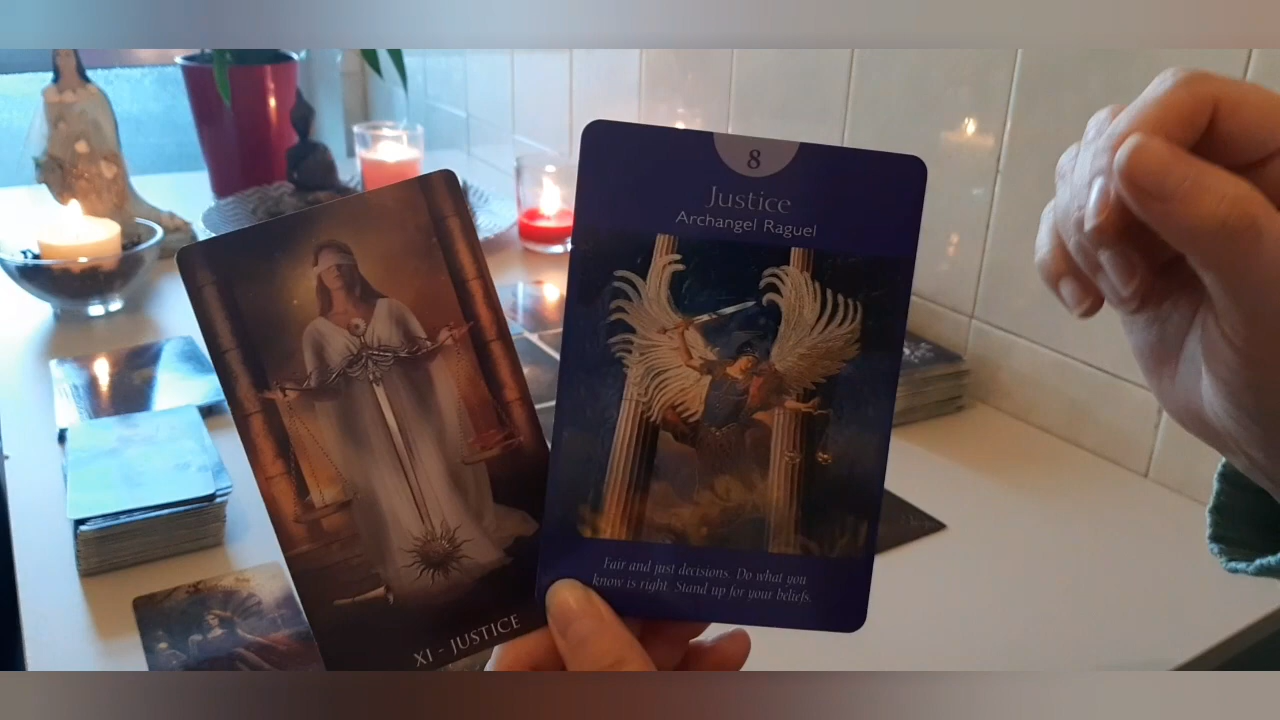 XI - JUSTICE
8
Justice
Archangel Raguel
Fair and just decisions. Do what you
know is right. Stand up for your beliefs.